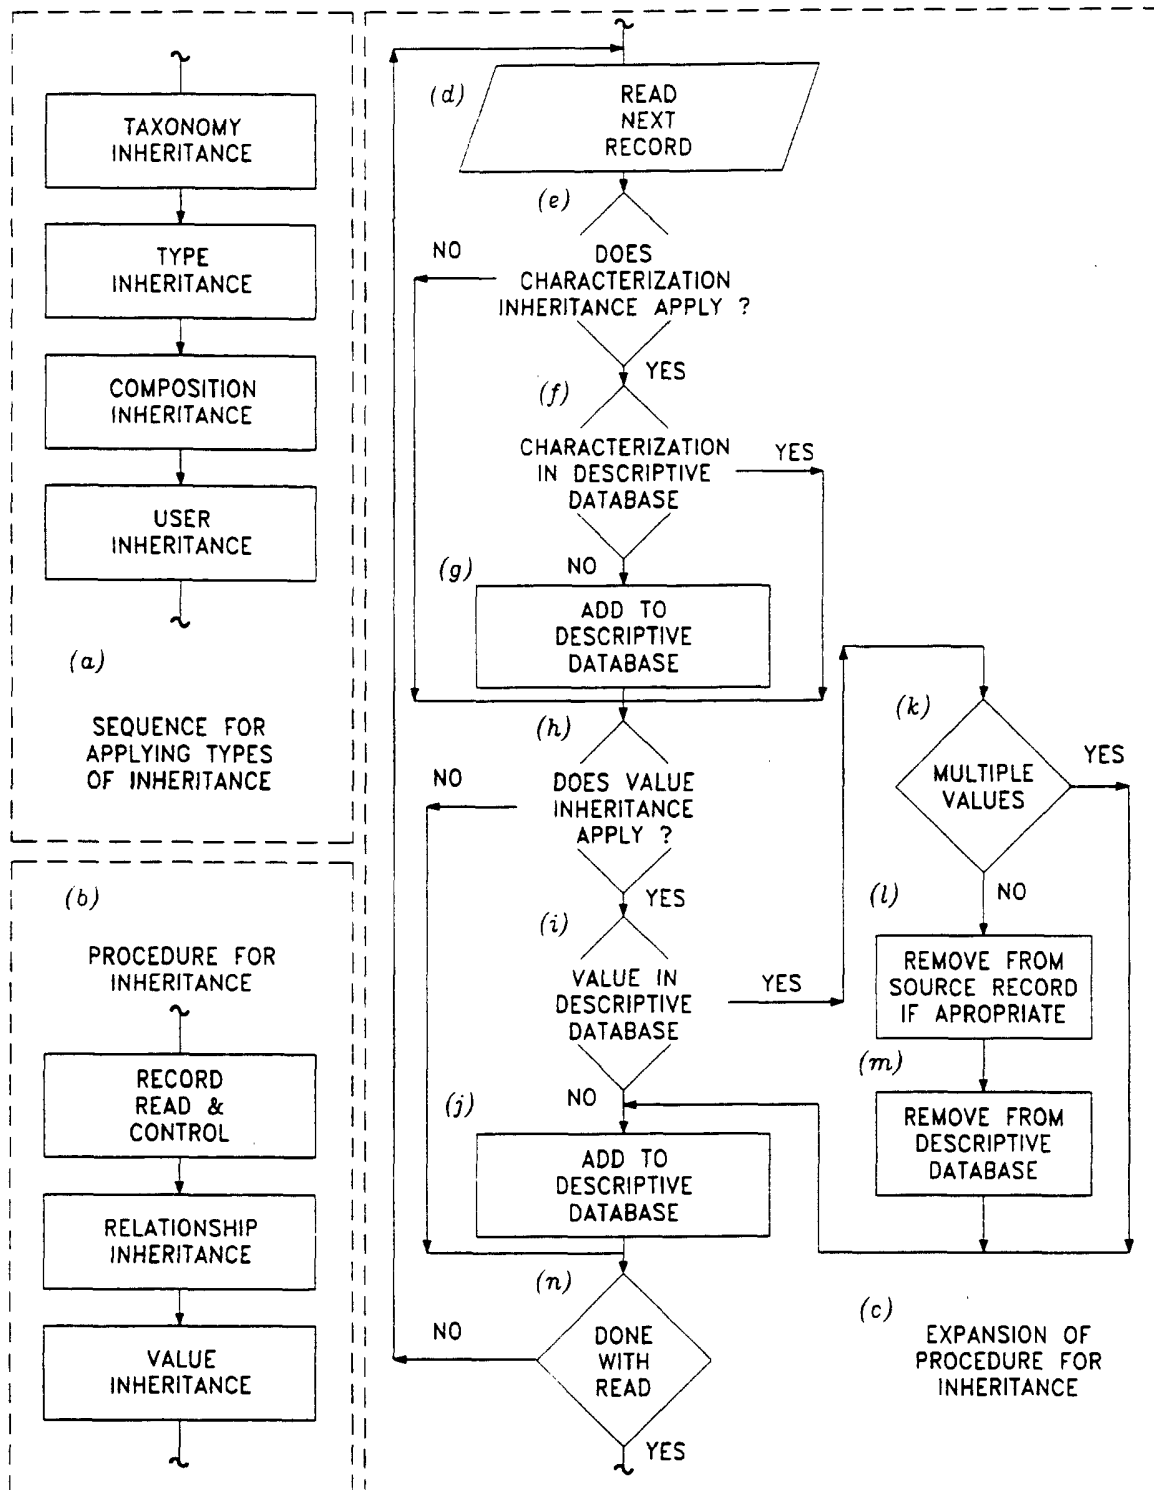 TAXONOMY
INHERITANCE
TYPE
INHERITANCE
COMPOSITION
INHERITANCE
USER
INHERITANCE
(a)
SEQUENCE FOR
APPLYING TYPES
OF INHERITANCE
(b)
PROCEDURE FOR
INHERITANCE
RECORD
READ &
CONTROL
RELATIONSHIP
INHERITANCE
VALUE
INHERITANCE
(d)
READ
NEXT
RECORD
(e)
NO
DOES
CHARACTERIZATION
INHERITANCE APPLY ?
YES
(f)
CHARACTERIZATION
IN DESCRIPTIVE
DATABASE
YES
NO
(g)
ADD TO
DESCRIPTIVE
DATABASE
(h)
NO
DOES VALUE
INHERITANCE
APPLY ?
YES
(i)
VALUE IN
DESCRIPTIVE
DATABASE
YES
NO
(j)
ADD TO
DESCRIPTIVE
DATABASE
(k)
MULTIPLE
VALUES
YES
NO
(l)
REMOVE FROM
SOURCE RECORD
IF APROPRIATE
(m)
REMOVE FROM
DESCRIPTIVE
DATABASE
(n)
NO
DONE
WITH
READ
YES
(c)
EXPANSION OF
PROCEDURE FOR
INHERITANCE